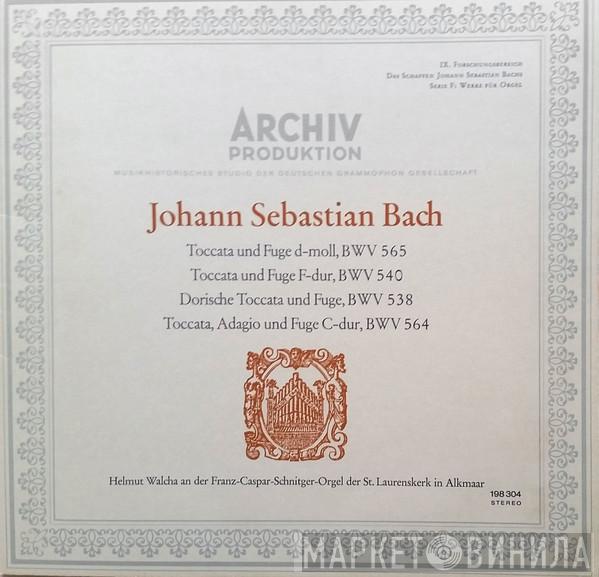 IX. Forschungsbereich
Das Schaffen Johann Sebastian Bachs
Serie F: Werke für Orgel
ARCHIV
PRODUKTION
MUSIKHISTORISCHES STUDIO DER DEUTSCHEN GRAMMOPHON GESELLSCHAFT
Johann Sebastian Bach
Toccata und Fuge d-moll, BWV 565
Toccata und Fuge F-dur, BWV 540
Dorische Toccata und Fuge, BWV 538
Toccata, Adagio und Fuge C-dur, BWV 564
Helmut Walcha an der Franz-Caspar-Schnitger-Orgel der St. Laurenskerk in Alkmaar
198 304
STEREO
МАРКЕТ ВИНИЛА